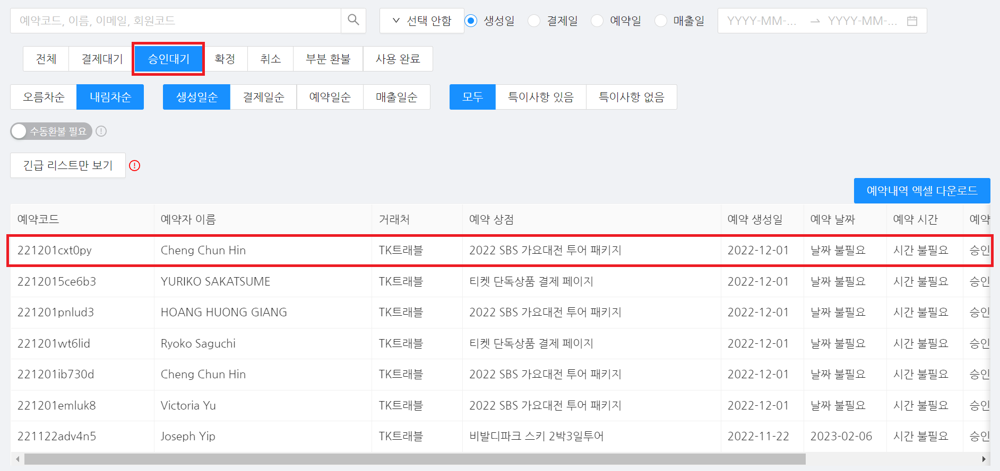 예약코드, 이름, 이메일, 회원코드 선택 안함 생성일 결제일 예약일 매출일 YYYY-MM-... YYYY-MM-...
전체 결제대기 승인대기 확정 취소 부분 환불 사용 완료
오름차순 내림차순 생성일순 결제일순 예약일순 매출일순 모두 특이사항 있음 특이사항 없음
수동환불 필요
긴급 리스트만 보기
예약내역 엑셀 다운로드
예약코드 예약자 이름 거래처 예약 상점 예약 생성일 예약 날짜 예약 시간 예약
221201cxt0py Cheng Chun Hin TK트래블 2022 SBS 가요대전 투어 패키지 2022-12-01 날짜 불필요 시간 불필요 승인
2212015ce6b3 YURIKO SAKATSUME TK트래블 티켓 단독상품 결제 페이지 2022-12-01 날짜 불필요 시간 불필요 승인
221201pnlud3 HOANG HUONG GIANG TK트래블 2022 SBS 가요대전 투어 패키지 2022-12-01 날짜 불필요 시간 불필요 승인
221201wt6lid Ryoko Saguchi TK트래블 티켓 단독상품 결제 페이지 2022-12-01 날짜 불필요 시간 불필요 승인
221201ib730d Cheng Chun Hin TK트래블 2022 SBS 가요대전 투어 패키지 2022-12-01 날짜 불필요 시간 불필요 승인
221201emluk8 Victoria Yu TK트래블 2022 SBS 가요대전 투어 패키지 2022-12-01 날짜 불필요 시간 불필요 승인
221122adv4n5 Joseph Yip TK트래블 비발디파크 스키 2박3일투어 2022-11-22 2023-02-06 시간 불필요 승인